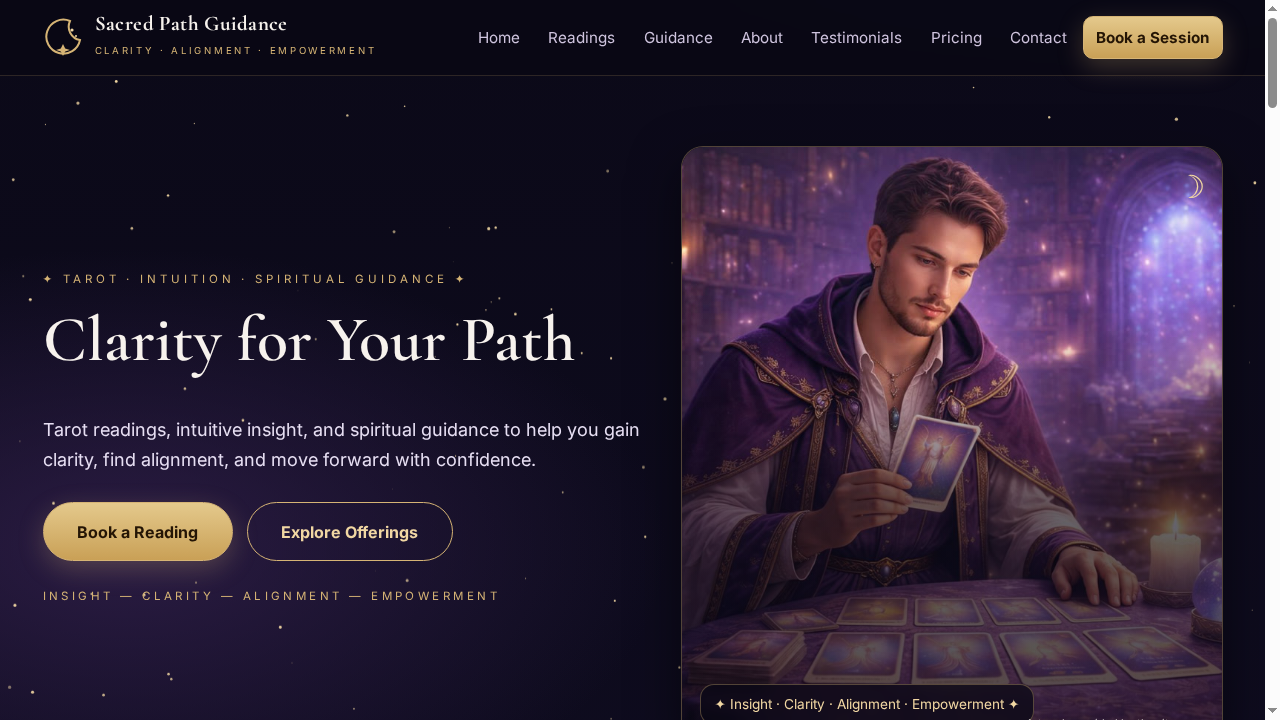 Sacred Path Guidance
CLARITY · ALIGNMENT · EMPOWERMENT
Home Readings Guidance About Testimonials Pricing Contact Book a Session
✦ TAROT · INTUITION · SPIRITUAL GUIDANCE ✦
Clarity for Your Path
Tarot readings, intuitive insight, and spiritual guidance to help you gain
clarity, find alignment, and move forward with confidence.
Book a Reading Explore Offerings
INSIGHT — CLARITY — ALIGNMENT — EMPOWERMENT
✦ Insight · Clarity · Alignment · Empowerment ✦